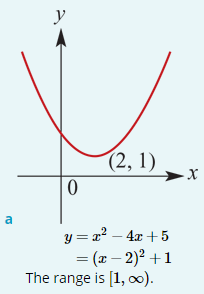 y
(2, 1)
x
0
a
y = x² − 4x + 5
= (x − 2)² + 1
The range is [1, ∞).